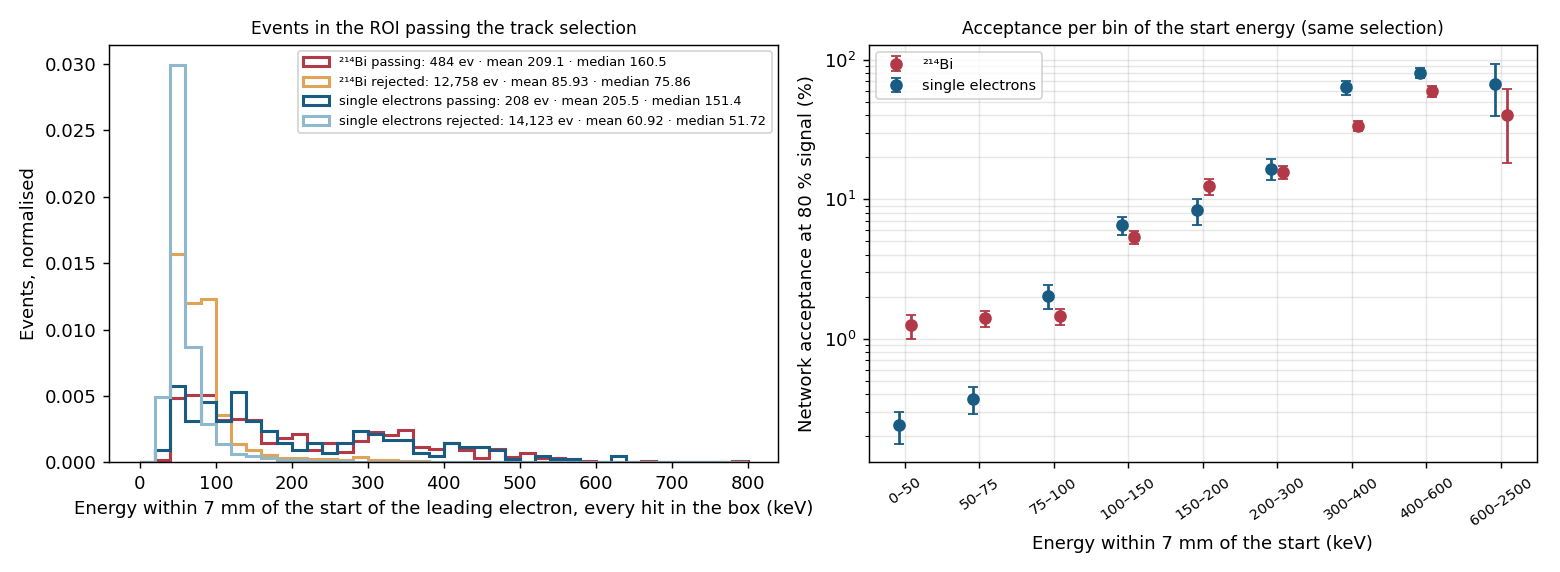 Events in the ROI passing the track selection
²¹⁴Bi passing: 484 ev · mean 209.1 · median 160.5
²¹⁴Bi rejected: 12,758 ev · mean 85.93 · median 75.86
single electrons passing: 208 ev · mean 205.5 · median 151.4
single electrons rejected: 14,123 ev · mean 60.92 · median 51.72
Events, normalised
0.030
0.025
0.020
0.015
0.010
0.005
0.000
0 100 200 300 400 500 600 700 800
Energy within 7 mm of the start of the leading electron, every hit in the box (keV)
Acceptance per bin of the start energy (same selection)
²¹⁴Bi
single electrons
Network acceptance at 80 % signal (%)
10²
10¹
10⁰
0–50 50–75 75–100 100–150 150–200 200–300 300–400 400–600 600–2500
Energy within 7 mm of the start (keV)